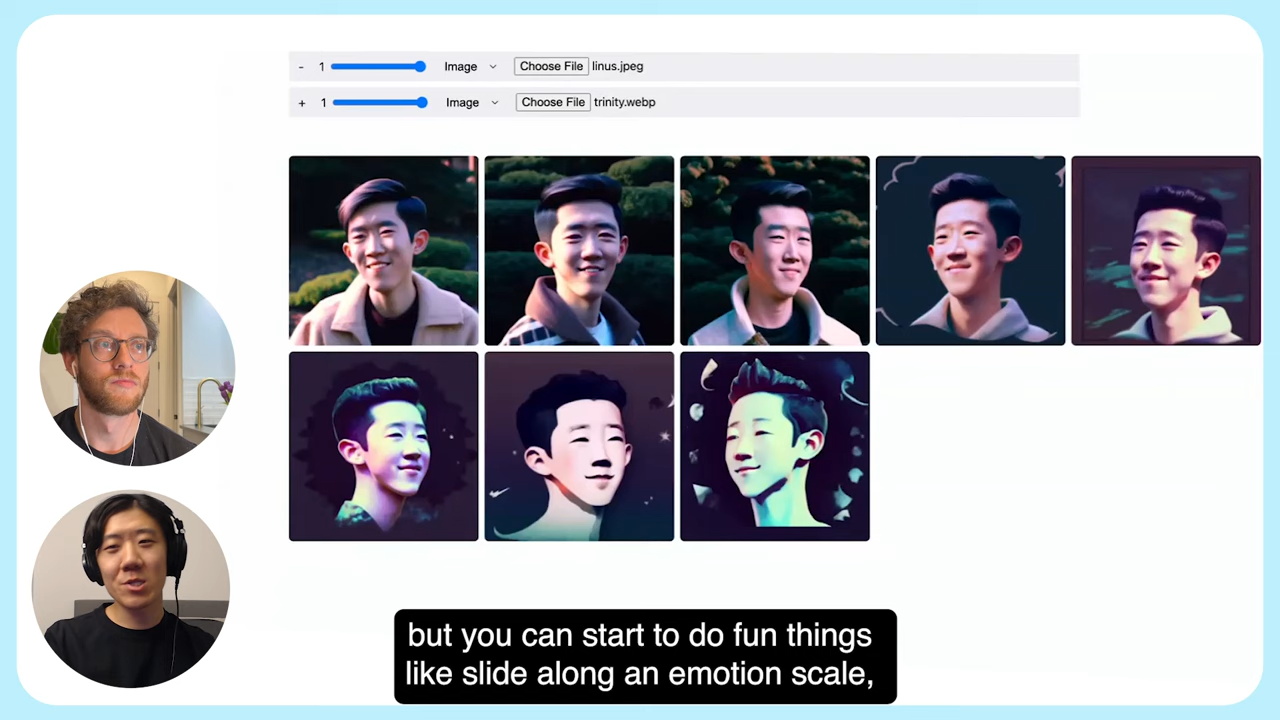 - 1 Image Choose File linus.jpeg
+ 1 Image Choose File trinity.webp
but you can start to do fun things
like slide along an emotion scale,